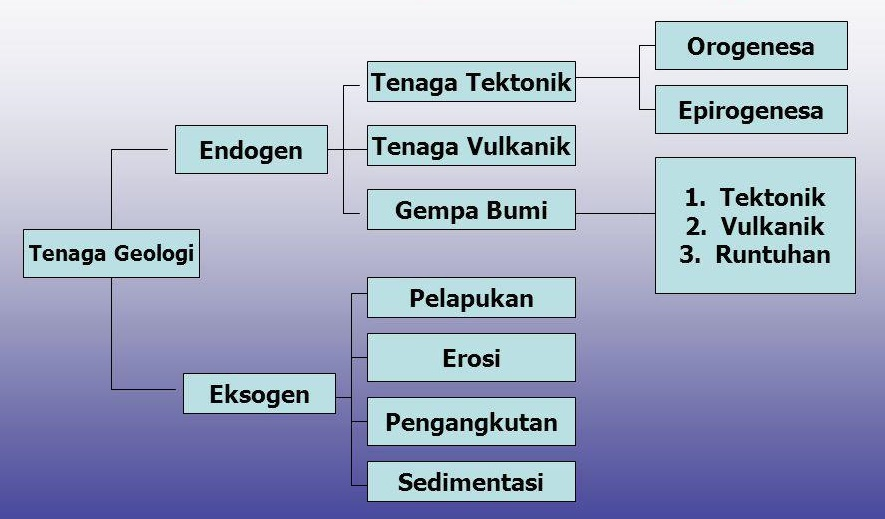 Tenaga Geologi
Endogen
Tenaga Tektonik
Orogenesa
Epirogenesa
Tenaga Vulkanik
Gempa Bumi
1. Tektonik
2. Vulkanik
3. Runtuhan
Eksogen
Pelapukan
Erosi
Pengangkutan
Sedimentasi